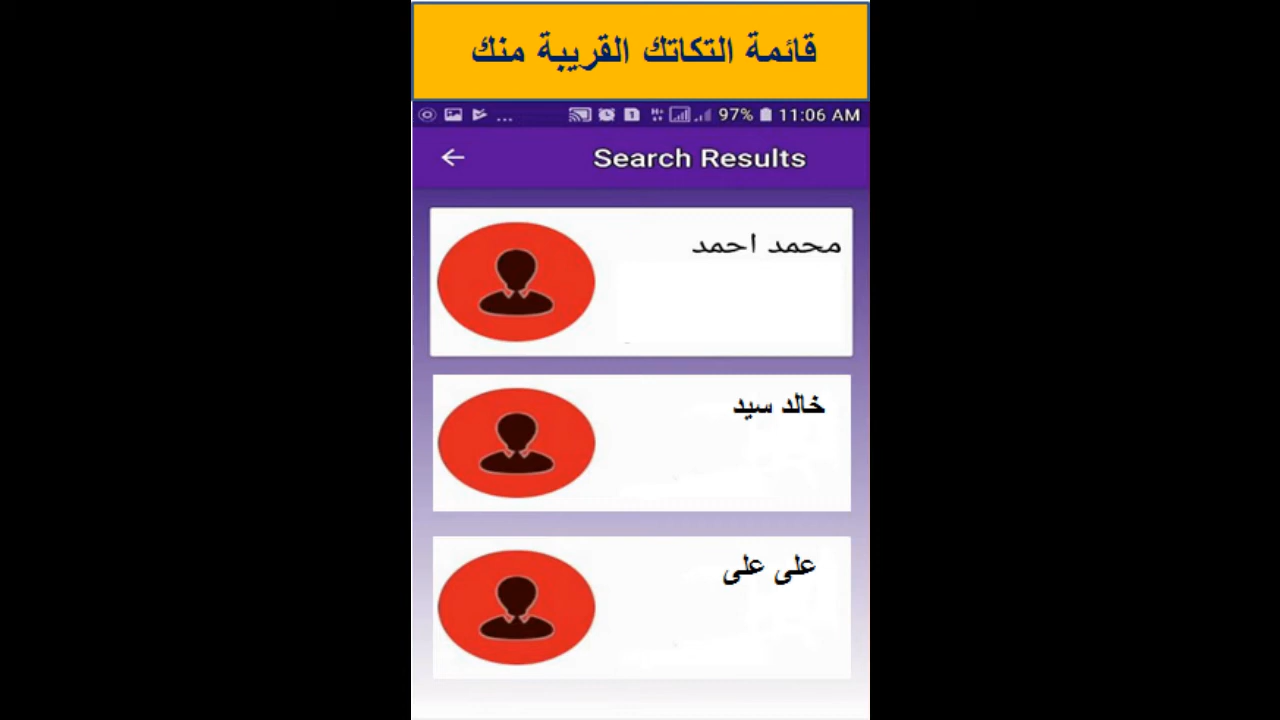 قائمة التكاتك القريبة منك
... 97% 11:06 AM
Search Results
محمد احمد
خالد سيد
على على